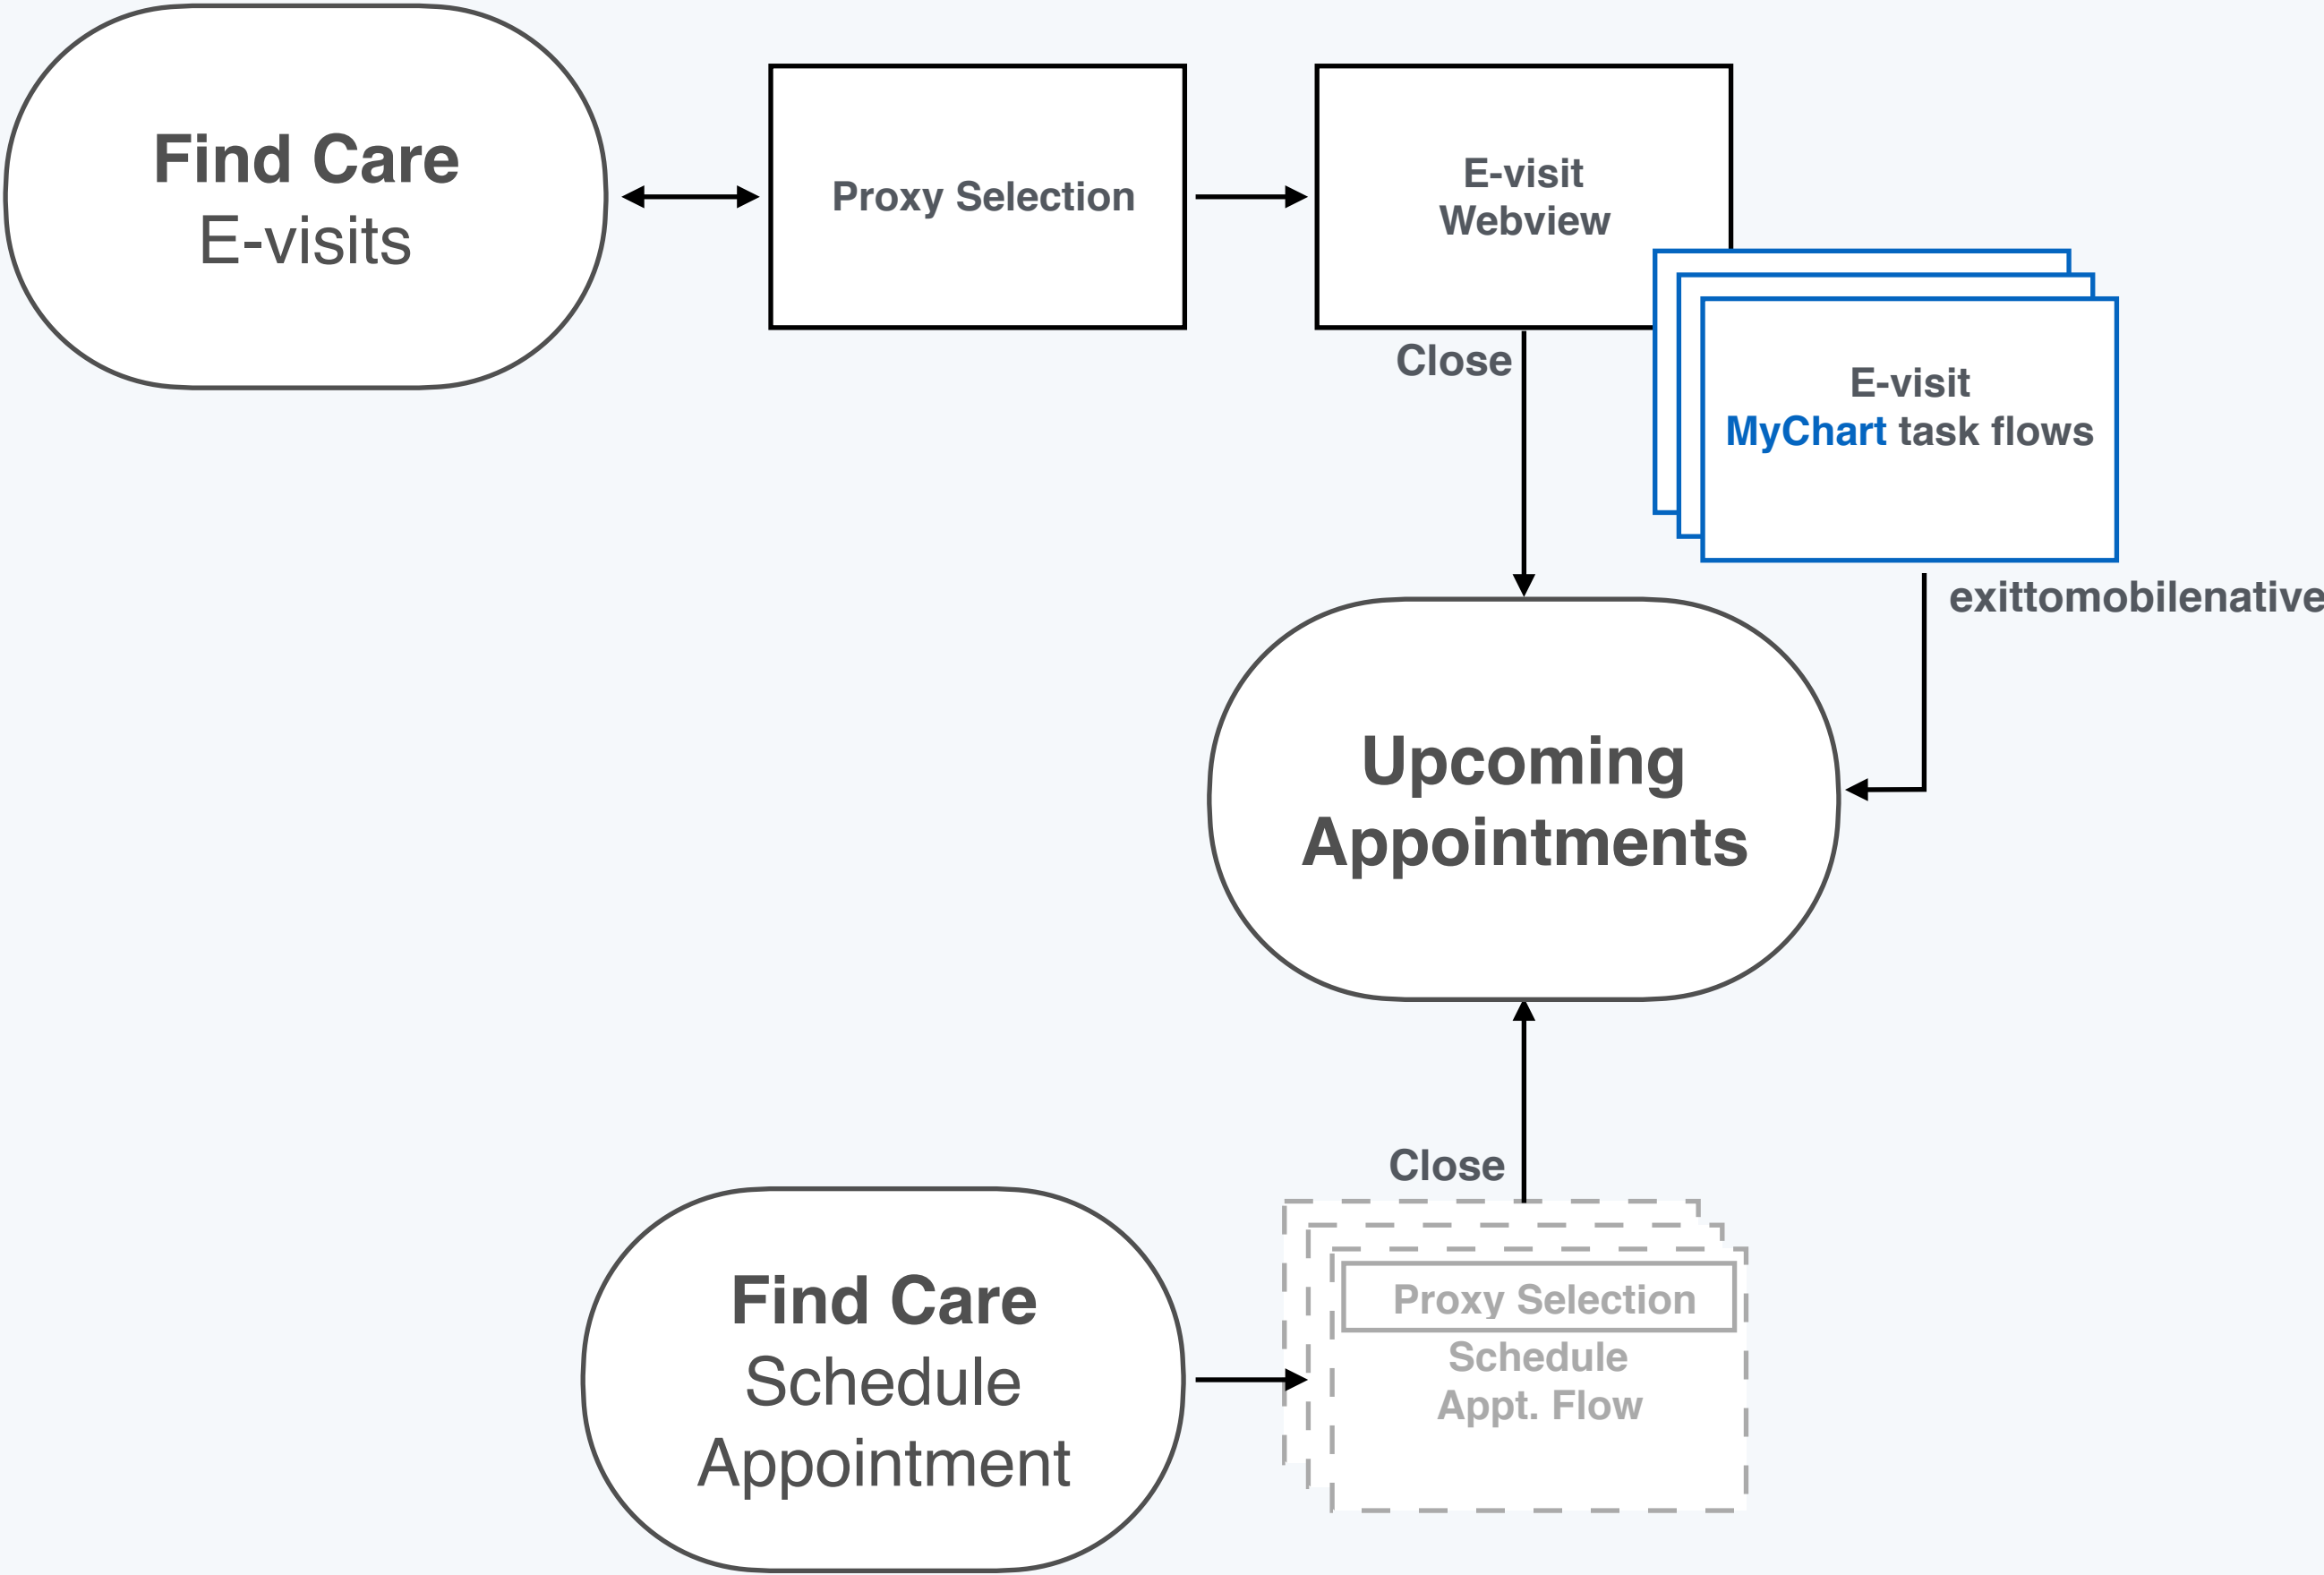 Find Care
E-visits
Proxy Selection
E-visit
Webview
Close
E-visit
MyChart task flows
exittomobilenative
Upcoming
Appointments
Close
Find Care
Schedule
Appointment
Proxy Selection
Schedule
Appt. Flow